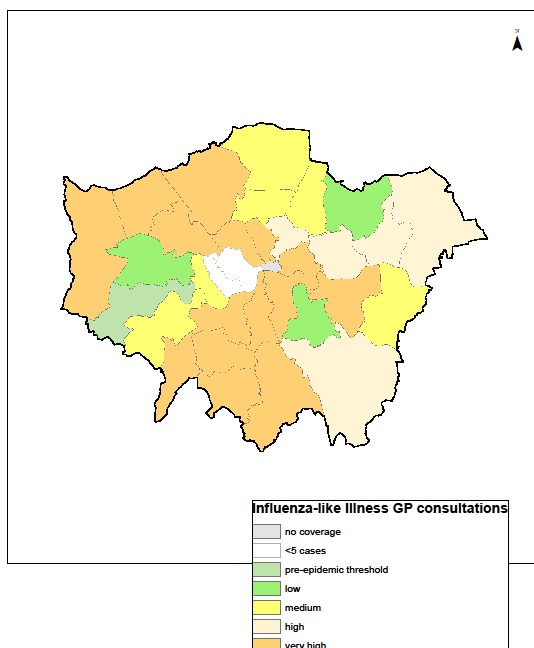 N
Influenza-like Illness GP consultations
no coverage
<5 cases
pre-epidemic threshold
low
medium
high
very high